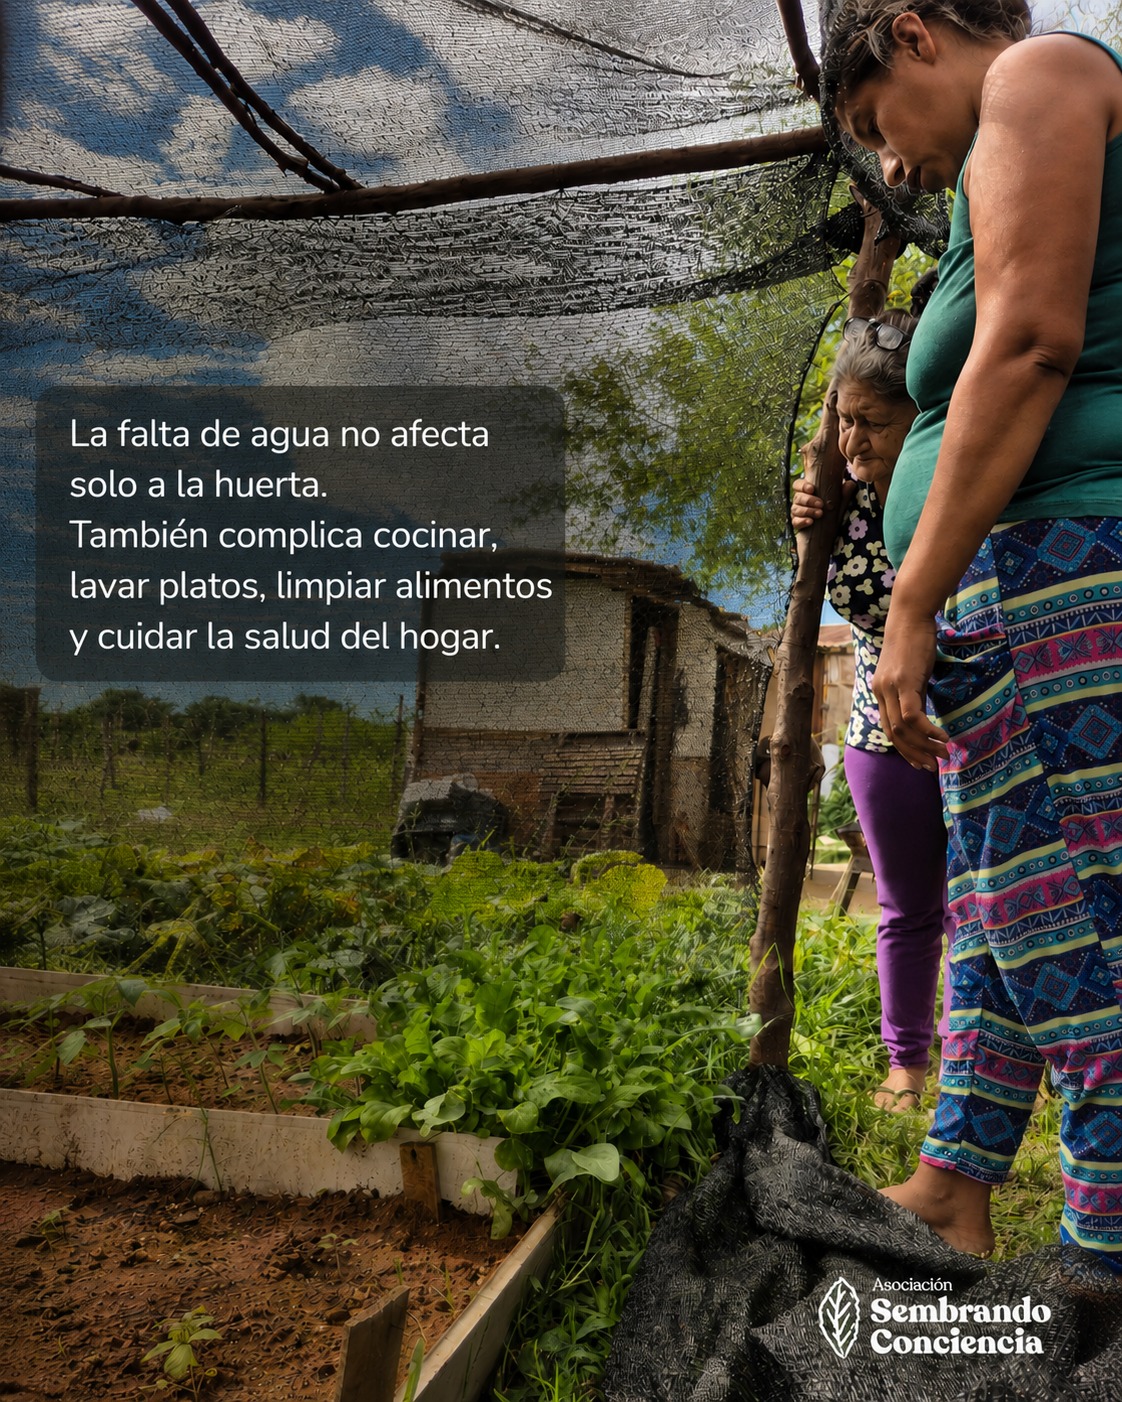 La falta de agua no afecta
solo a la huerta.
También complica cocinar,
lavar platos, limpiar alimentos
y cuidar la salud del hogar.
Asociación
Sembrando
Conciencia